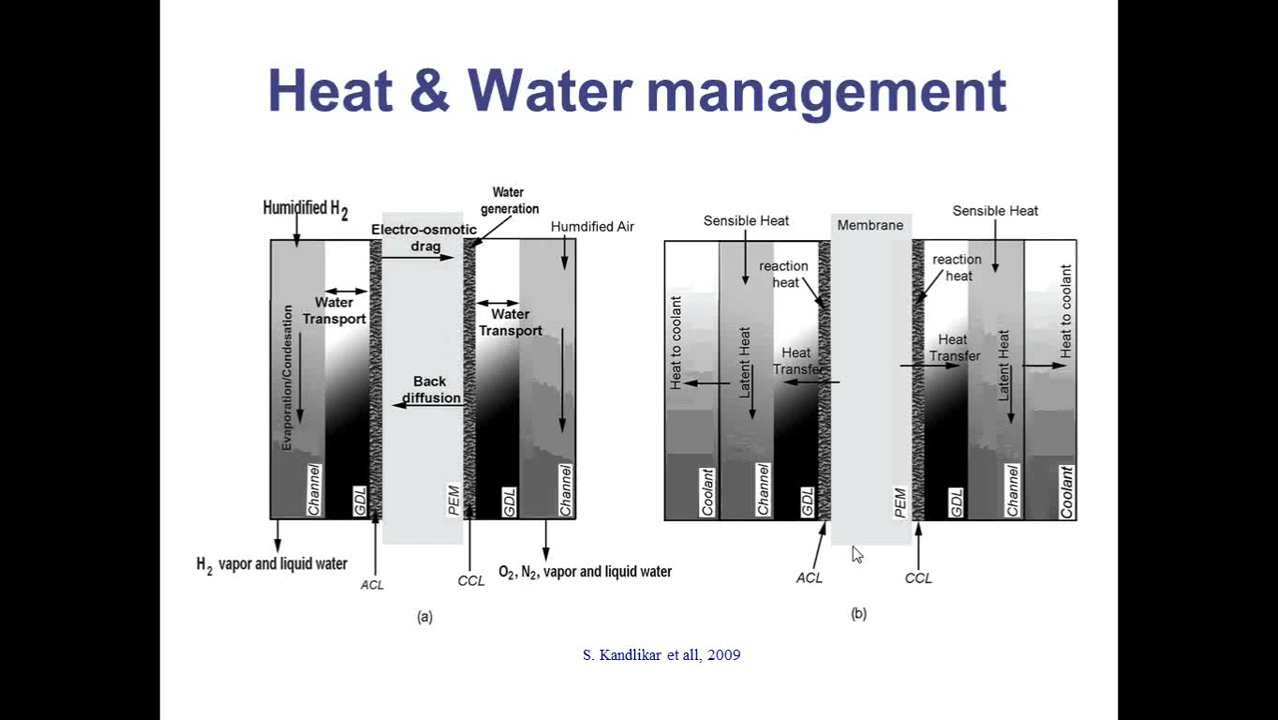 Heat & Water management
Humidified H2
Water
generation
Electro-osmotic
drag
Humdified Air
Water
Transport
Water
Transport
Evaporation/Condesation
Back
diffusion
Channel
GDL
PEM
GDL
Channel
H2 vapor and liquid water
ACL
CCL
O2, N2, vapor and liquid water
(a)
Sensible Heat
Membrane
Sensible Heat
reaction
heat
reaction
heat
Heat to coolant
Latent Heat
Heat
Transfer
Heat
Transfer
Latent Heat
Heat to coolant
Coolant
Channel
GDL
PEM
GDL
Channel
Coolant
ACL
CCL
(b)
S. Kandlikar et all, 2009